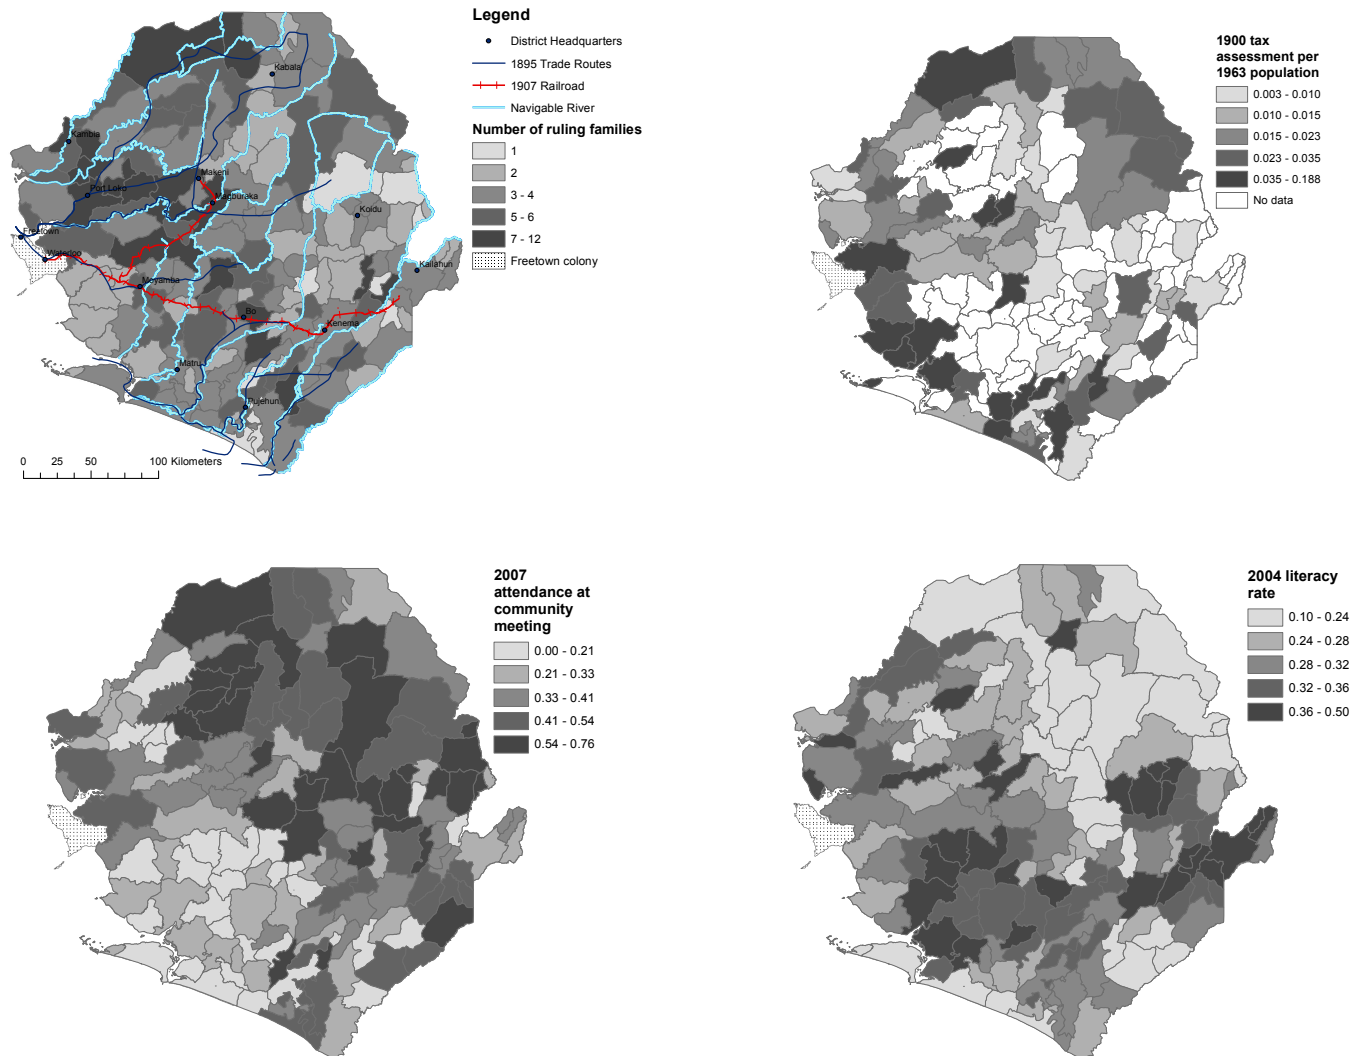 Legend
District Headquarters
1895 Trade Routes
1907 Railroad
Navigable River
Number of ruling families
1
2
3 - 4
5 - 6
7 - 12
Freetown colony
Kabala
Kambia
Makeni
Port Loko
Magburaka
Koidu
Freetown
Waterloo
Kailahun
Moyamba
Bo
Kenema
Matru
Pujehun
0 25 50 100 Kilometers
1900 tax
assessment per
1963 population
0.003 - 0.010
0.010 - 0.015
0.015 - 0.023
0.023 - 0.035
0.035 - 0.188
No data
2007
attendance at
community
meeting
0.00 - 0.21
0.21 - 0.33
0.33 - 0.41
0.41 - 0.54
0.54 - 0.76
2004 literacy
rate
0.10 - 0.24
0.24 - 0.28
0.28 - 0.32
0.32 - 0.36
0.36 - 0.50